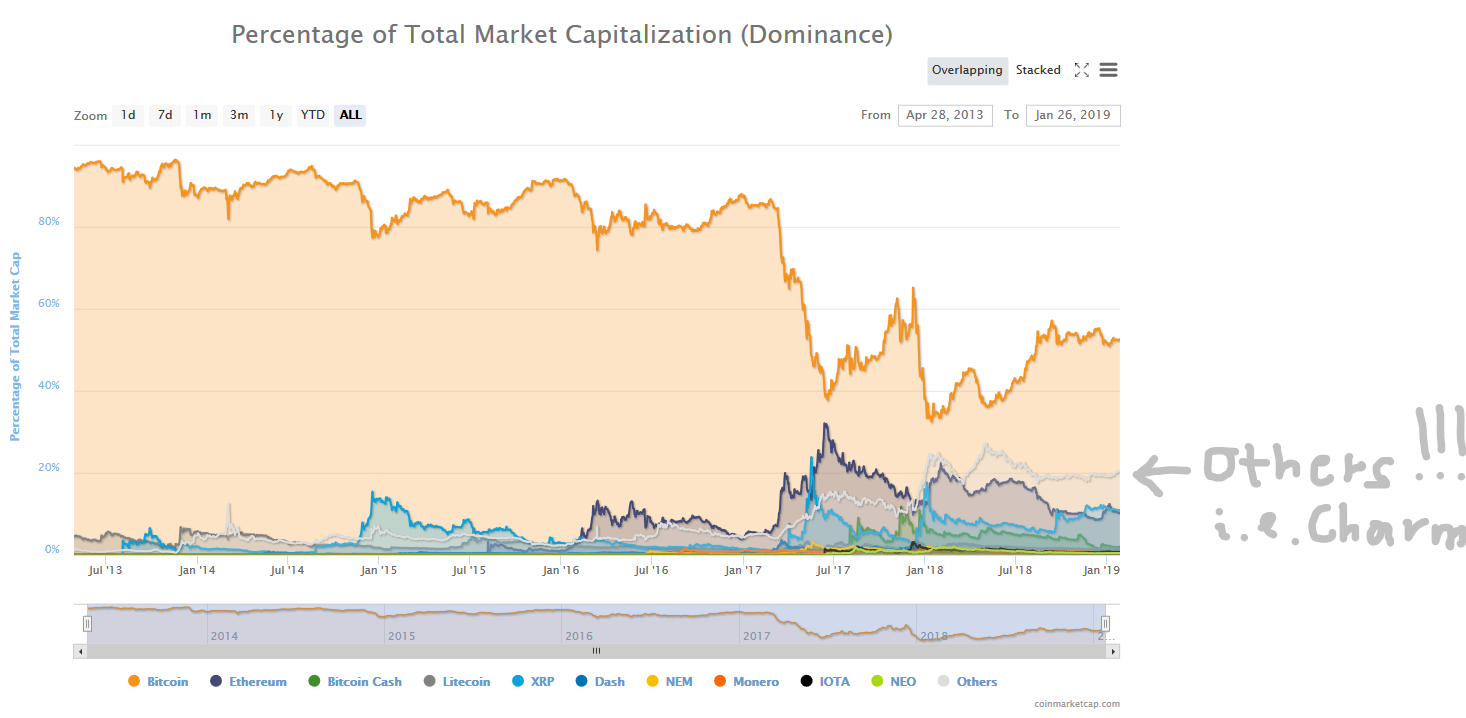 Percentage of Total Market Capitalization (Dominance)
Overlapping Stacked
Zoom 1d 7d 1m 3m 1y YTD ALL From Apr 28, 2013 To Jan 26, 2019
Percentage of Total Market Cap
80%
60%
40%
20%
0%
← Others !!!
i.e. Charm
Jul '13 Jan '14 Jul '14 Jan '15 Jul '15 Jan '16 Jul '16 Jan '17 Jul '17 Jan '18 Jul '18 Jan '19
2014 2015 2016 2017 2018 2...
Bitcoin Ethereum Bitcoin Cash Litecoin XRP Dash NEM Monero IOTA NEO Others
coinmarketcap.com